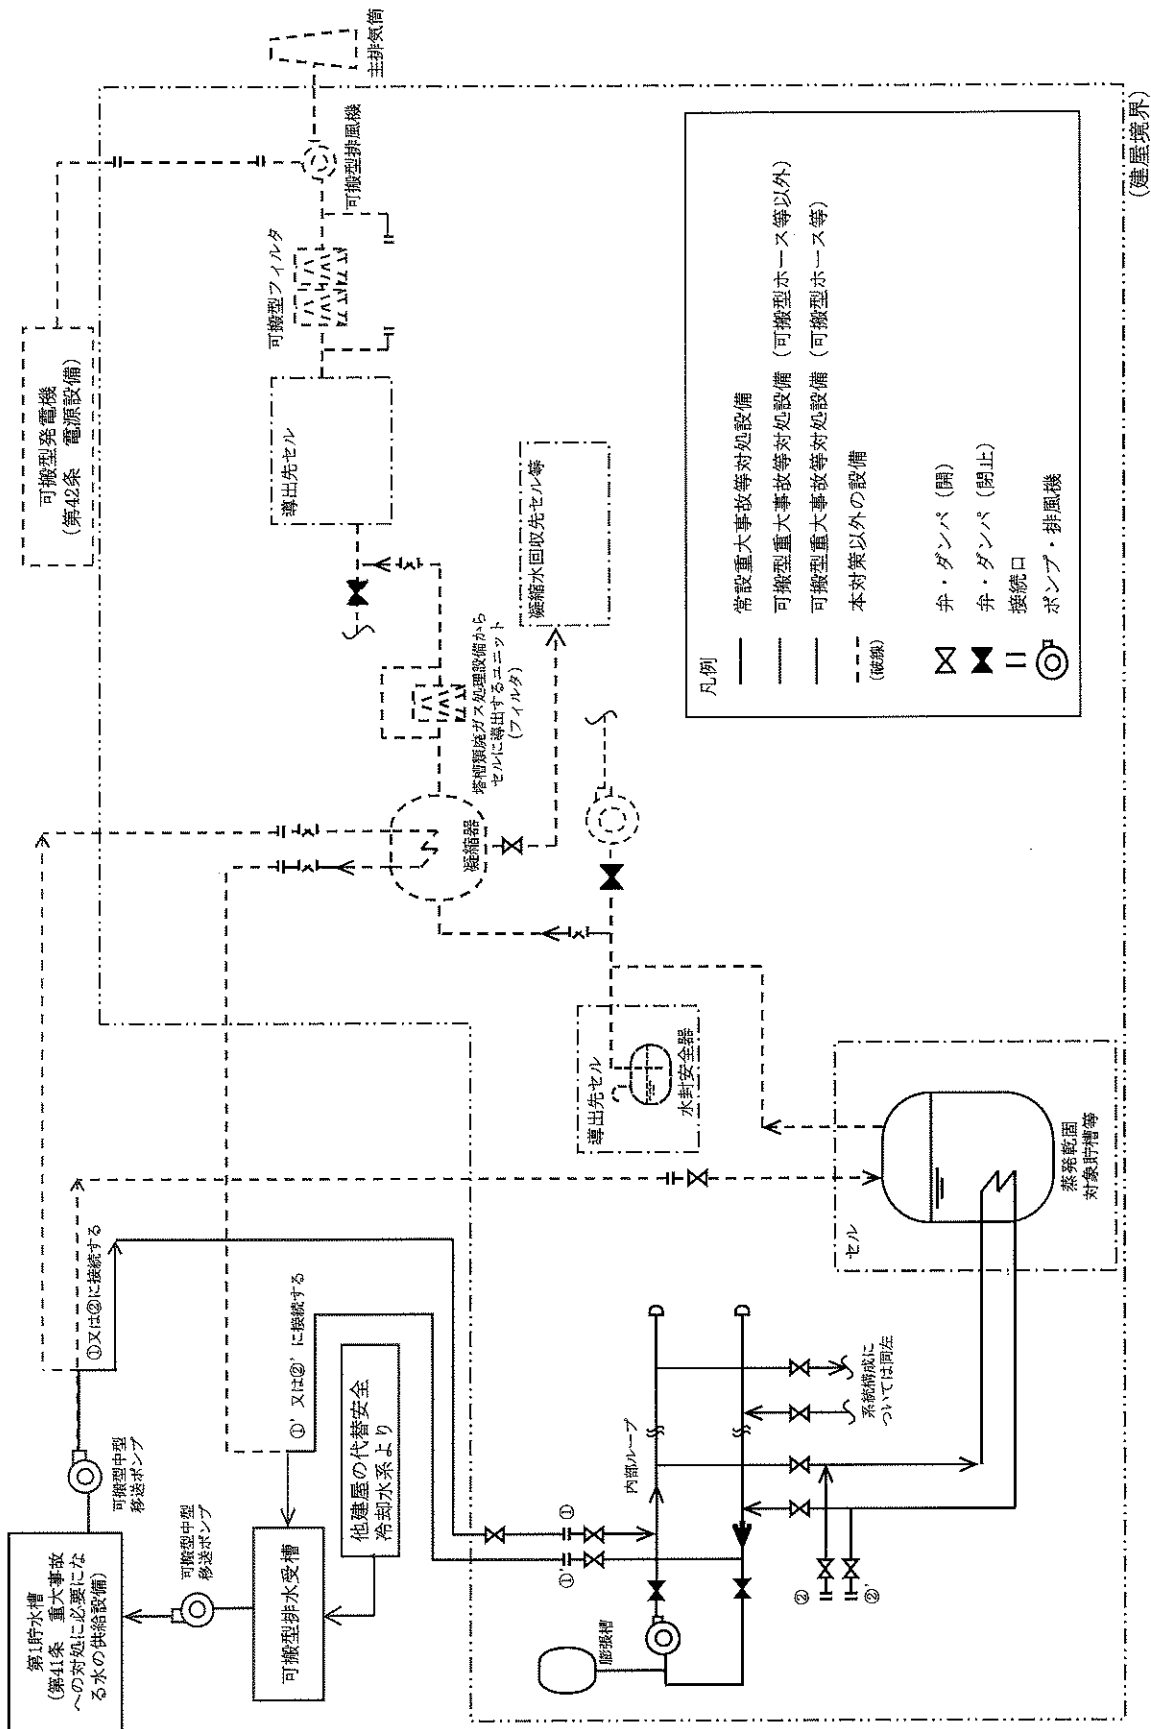 第1貯水槽
(第41条　重大事故
への対処に必要にな
る水の供給設備)
可搬型中型
移送ポンプ
可搬型中型
移送ポンプ
可搬型排水受槽
他建屋の代替安全
冷却水系より
①又は②に接続する
①’又は②’に接続する
可搬型発電機
(第42条　電源設備)
主排気筒
可搬型排風機
可搬型フィルタ
導出先セル
凝縮水回収先セル等
塔槽類廃ガス処理設備から
セルに導出するユニット
(フィルタ)
凝縮器
導出先セル
水封安全器
セル
蒸発乾固
対象貯槽等
内部ループ
系統構成に
ついては同左
膨張槽
①
①’
②
②’
凡例
常設重大事故等対処設備
可搬型重大事故等対処設備（可搬型ホース等以外）
可搬型重大事故等対処設備（可搬型ホース等）
本対策以外の設備
(破線)
弁・ダンパ（開）
弁・ダンパ（閉止）
接続口
ポンプ・排風機
(建屋境界)